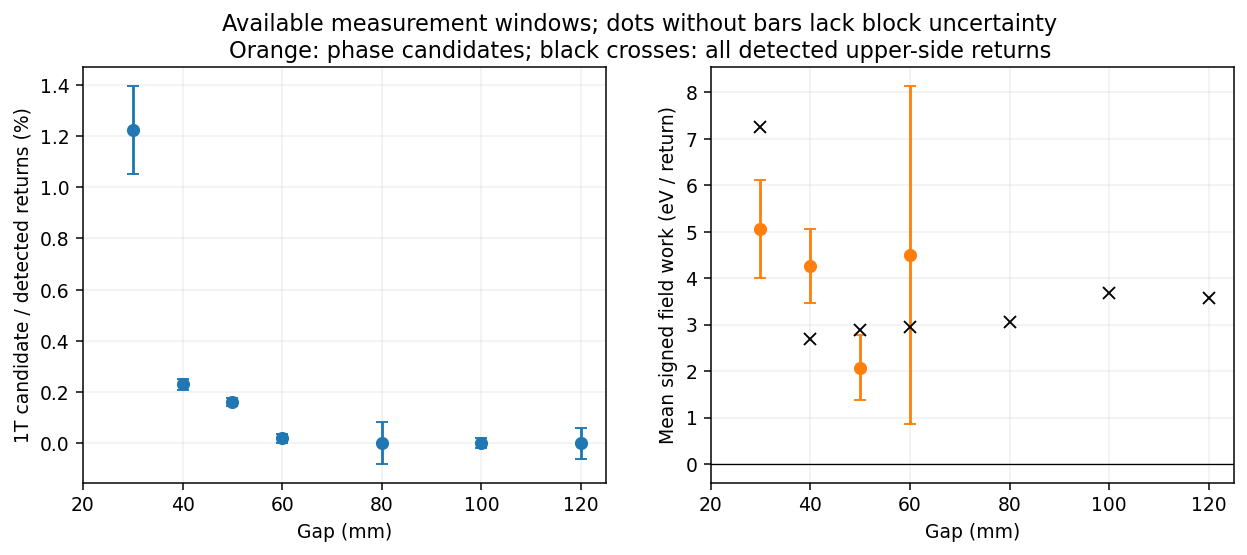 Available measurement windows; dots without bars lack block uncertainty
Orange: phase candidates; black crosses: all detected upper-side returns
1T candidate / detected returns (%)
1.4
1.2
1.0
0.8
0.6
0.4
0.2
0.0
20 40 60 80 100 120
Gap (mm)
Mean signed field work (eV / return)
8
7
6
5
4
3
2
1
0
20 40 60 80 100 120
Gap (mm)